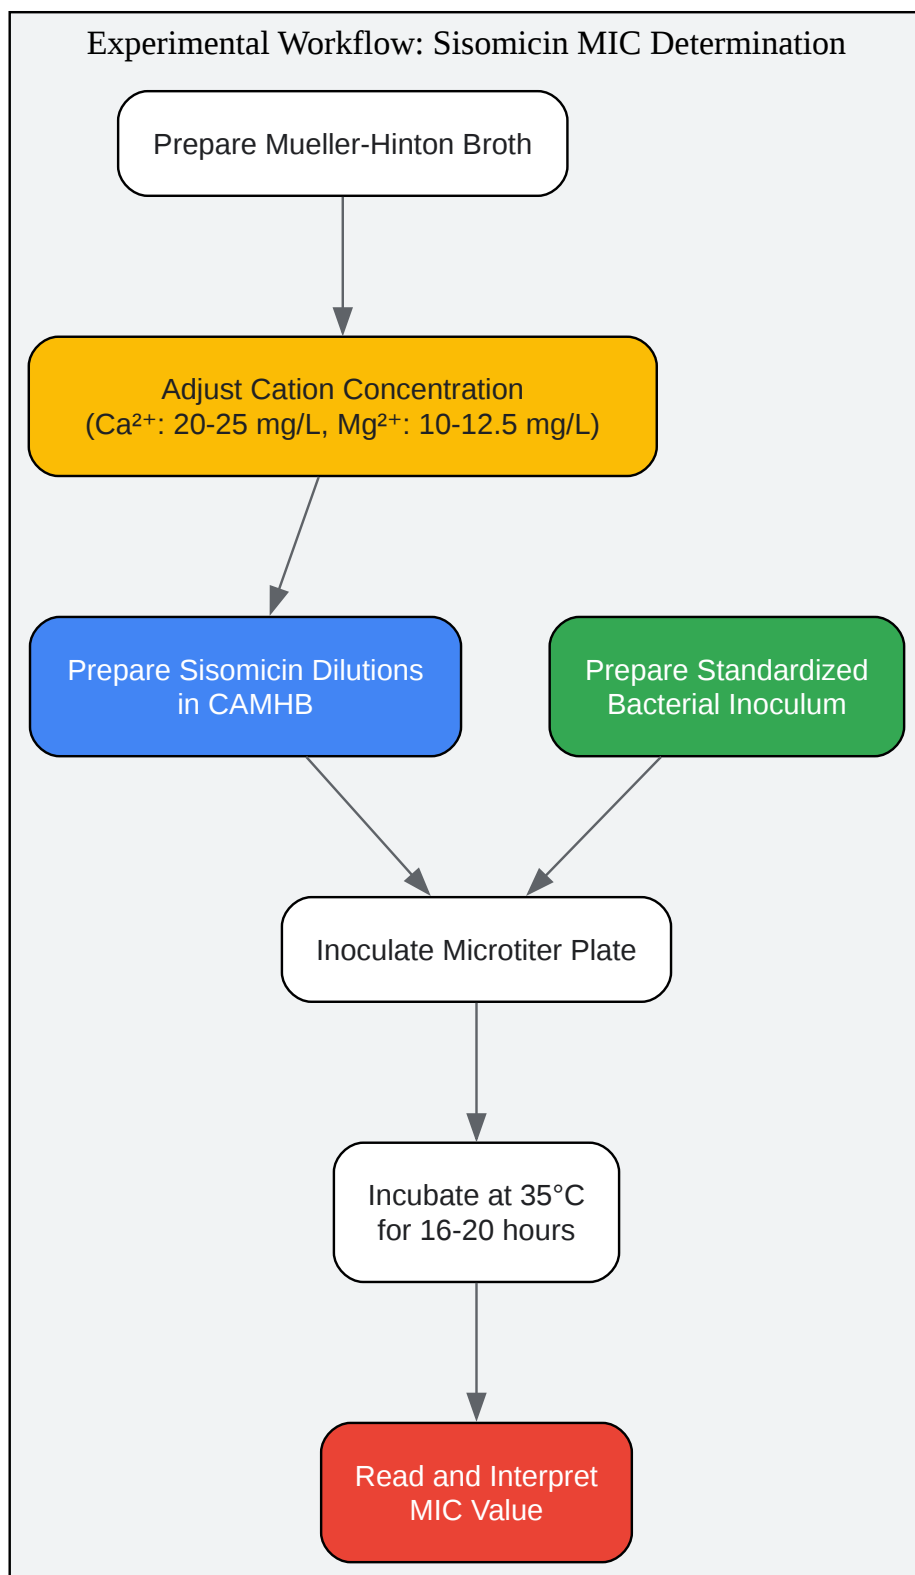 Experimental Workflow: Sisomicin MIC Determination
Prepare Mueller-Hinton Broth
Adjust Cation Concentration
(Ca²⁺: 20-25 mg/L, Mg²⁺: 10-12.5 mg/L)
Prepare Sisomicin Dilutions
in CAMHB
Prepare Standardized
Bacterial Inoculum
Inoculate Microtiter Plate
Incubate at 35°C
for 16-20 hours
Read and Interpret
MIC Value